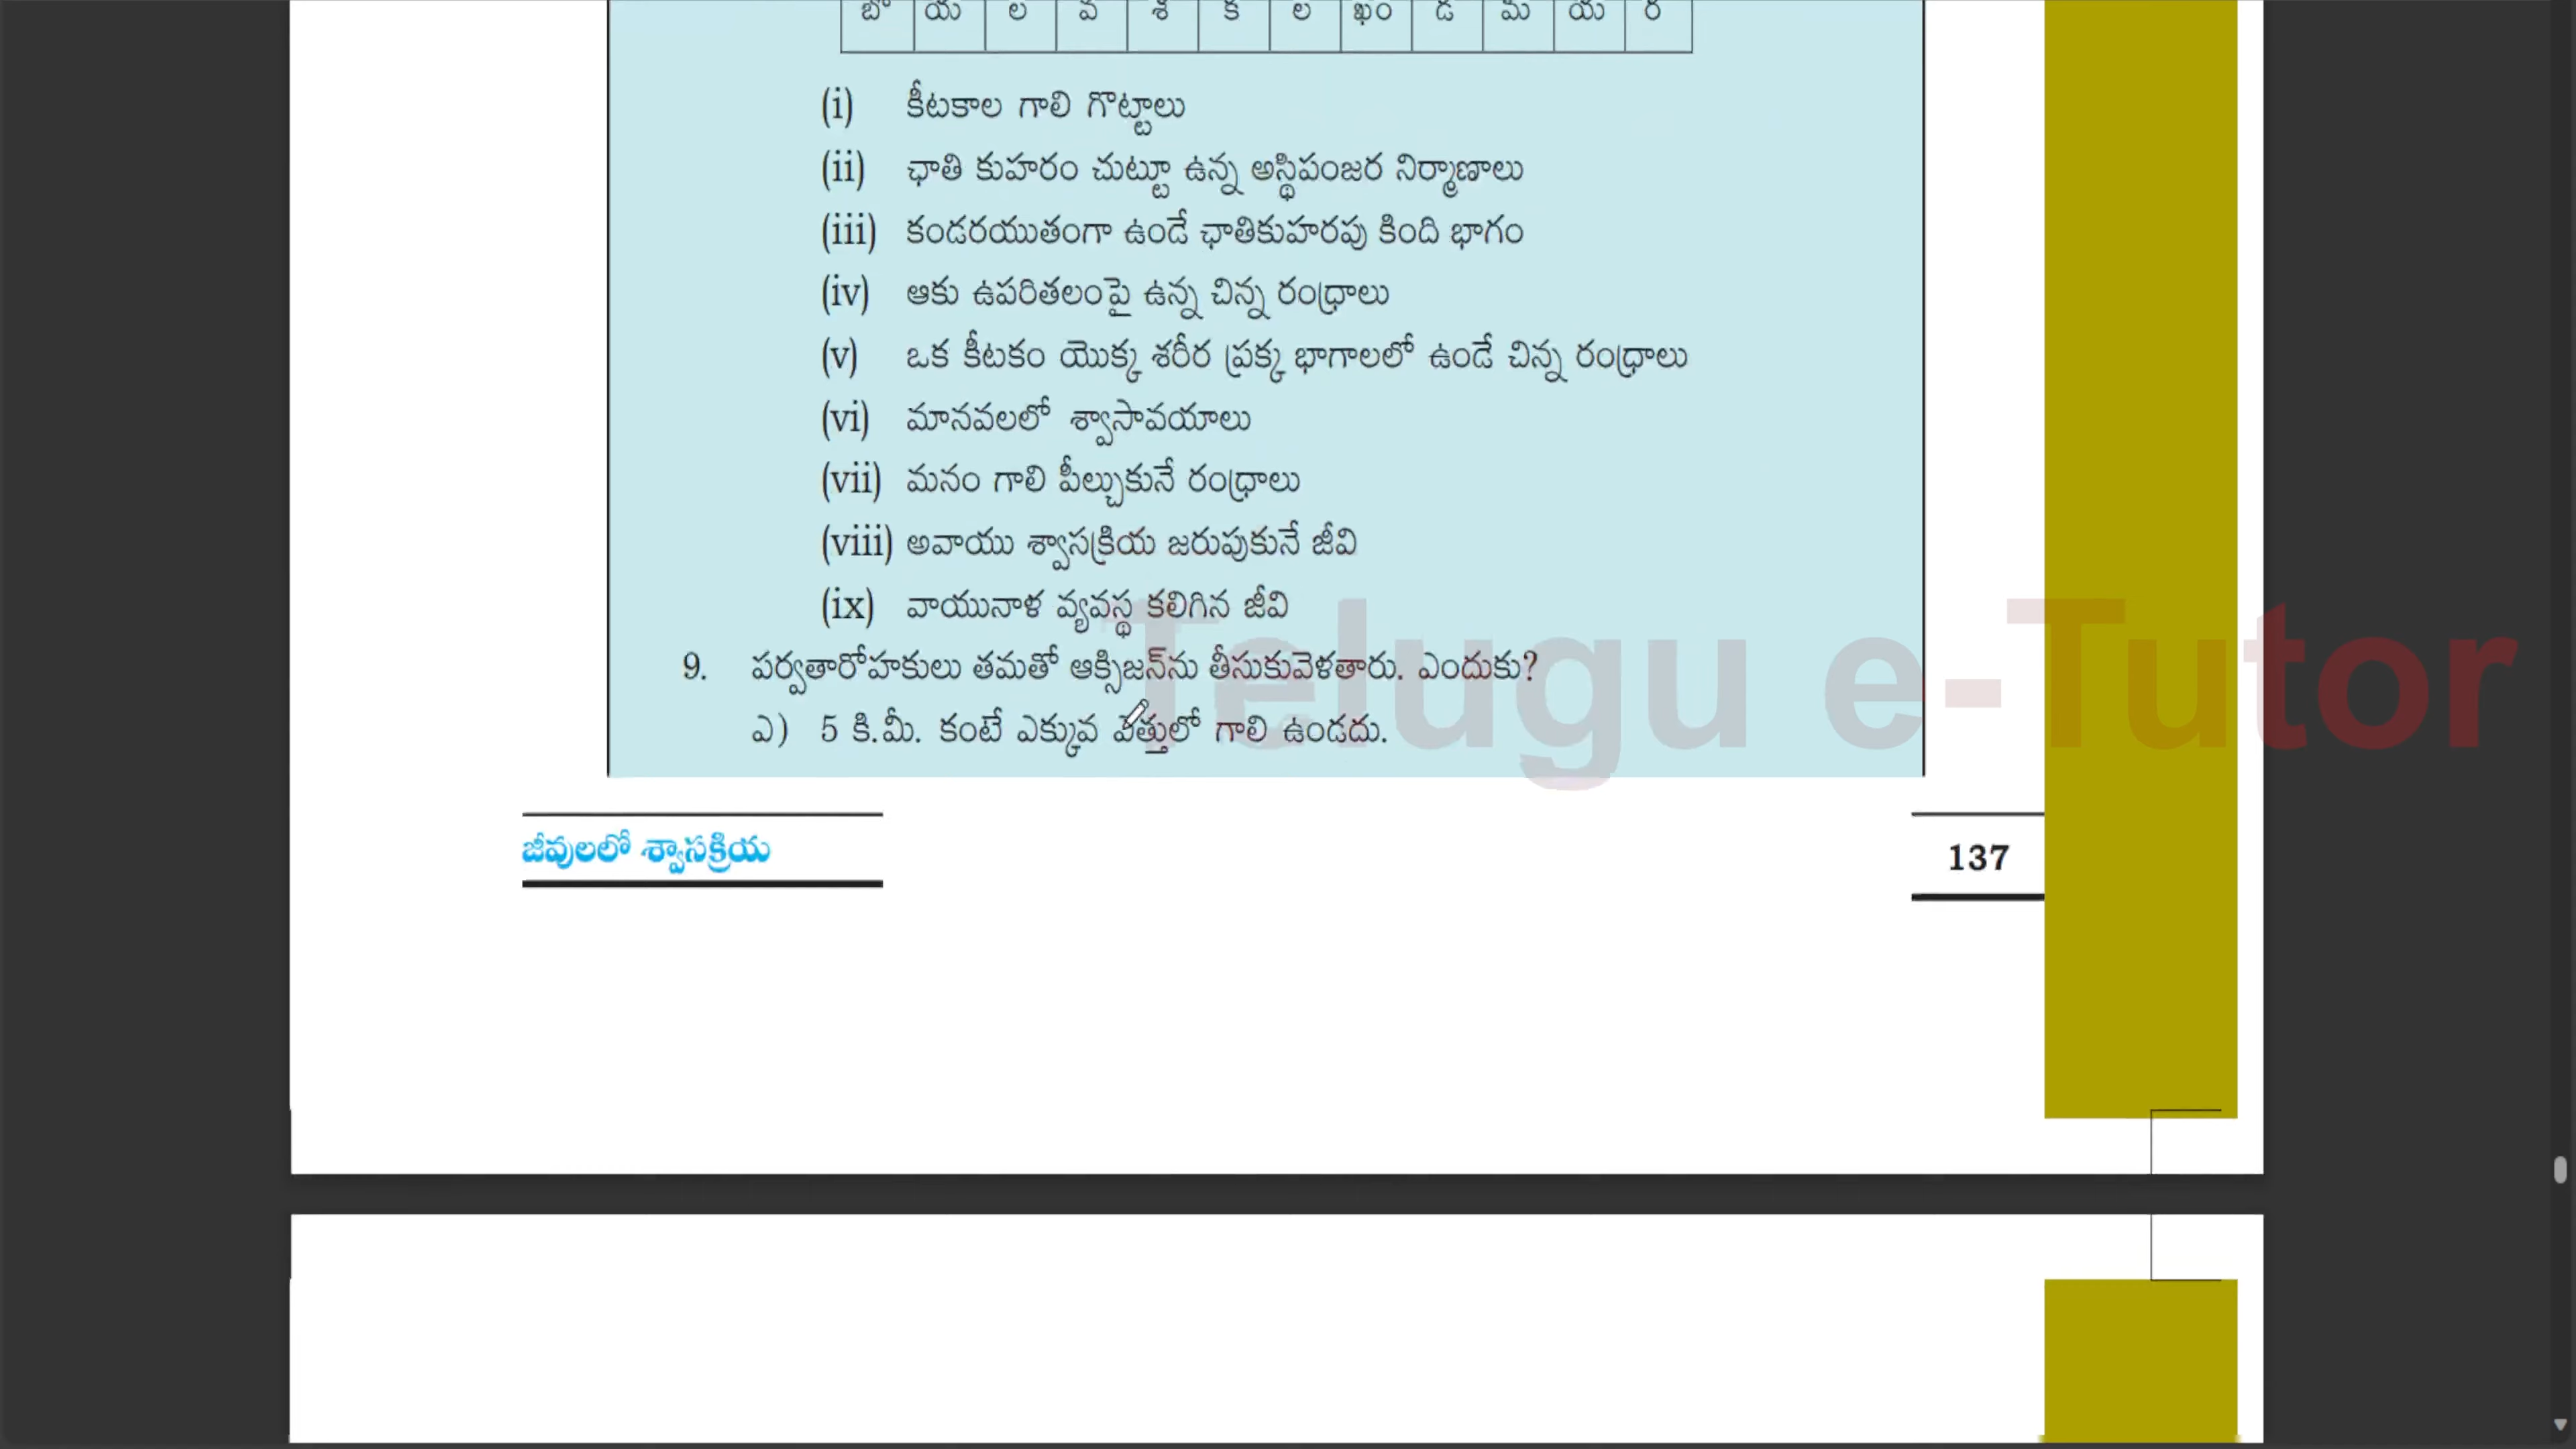 (i) కీటకాల గాలి గొట్టాలు
(ii) ఛాతి కుహరం చుట్టూ ఉన్న అస్థిపంజర నిర్మాణాలు
(iii) కండరయుతంగా ఉండే ఛాతికుహరపు కింది భాగం
(iv) ఆకు ఉపరితలంపై ఉన్న చిన్న రంధ్రాలు
(v) ఒక కీటకం యొక్క శరీర ప్రక్క భాగాలలో ఉండే చిన్న రంధ్రాలు
(vi) మానవలలో శ్వాసావయాలు
(vii) మనం గాలి పీల్చుకునే రంధ్రాలు
(viii) అవాయు శ్వాసక్రియ జరుపుకునే జీవి
(ix) వాయునాళ వ్యవస్థ కలిగిన జీవి
9. పర్వతారోహకులు తమతో ఆక్సిజన్‌ను తీసుకువెళతారు. ఎందుకు?
ఎ) 5 కి.మీ. కంటే ఎక్కువ ఎత్తులో గాలి ఉండదు.
Telugu e-Tutor
జీవులలో శ్వాసక్రియ
137